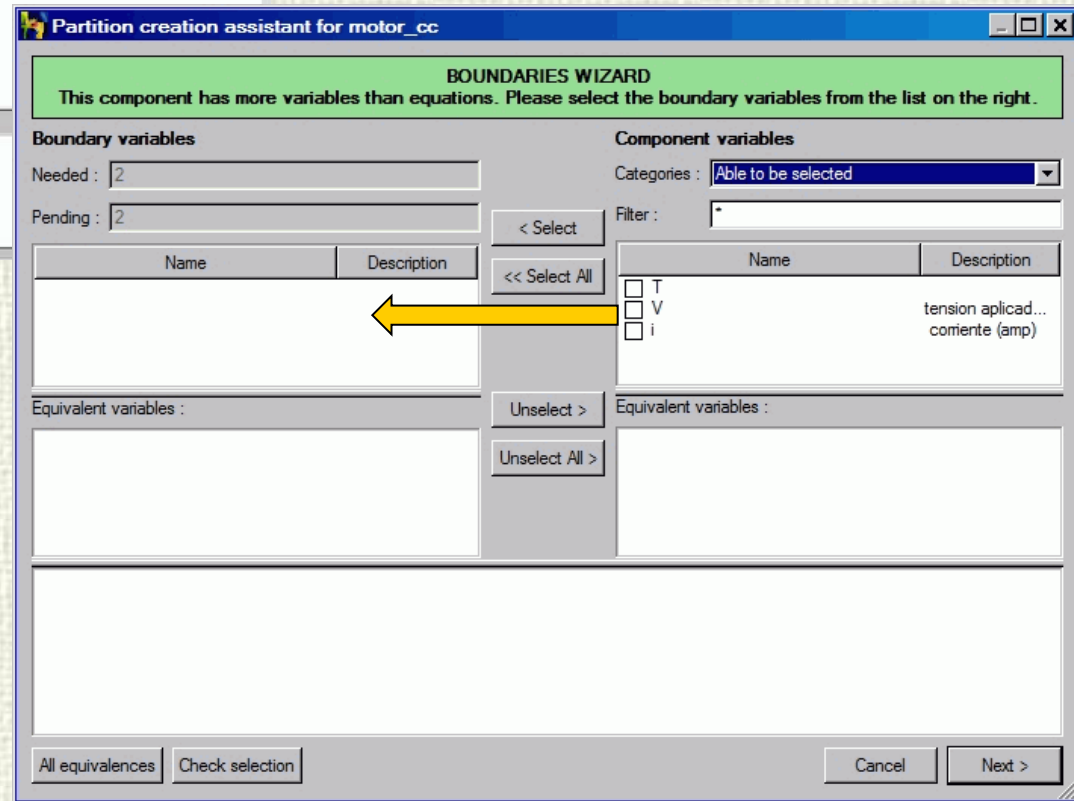 Partition creation assistant for motor_cc
BOUNDARIES WIZARD
This component has more variables than equations. Please select the boundary variables from the list on the right.
Boundary variables
Needed : 2
Pending : 2
Name Description
Equivalent variables :
< Select
<< Select All
Unselect >
Unselect All >
Component variables
Categories : Able to be selected
Filter : *
Name Description
T
V tension aplicad...
i corriente (amp)
Equivalent variables :
All equivalences Check selection Cancel Next >